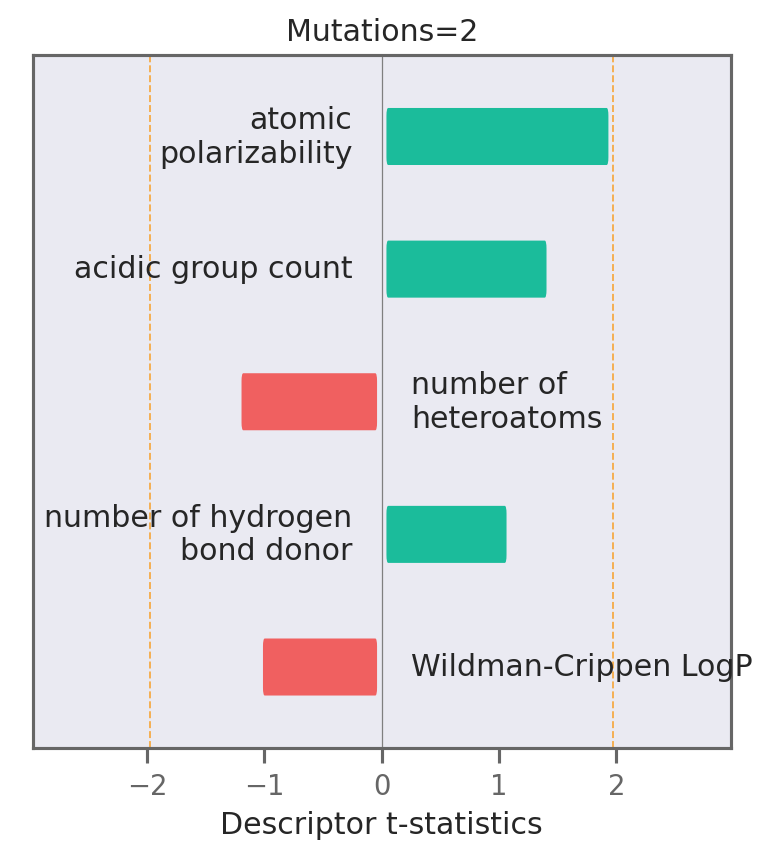 Mutations=2
atomic
polarizability
acidic group count
number of
heteroatoms
number of hydrogen
bond donor
Wildman-Crippen LogP
−2 −1 0 1 2
Descriptor t-statistics